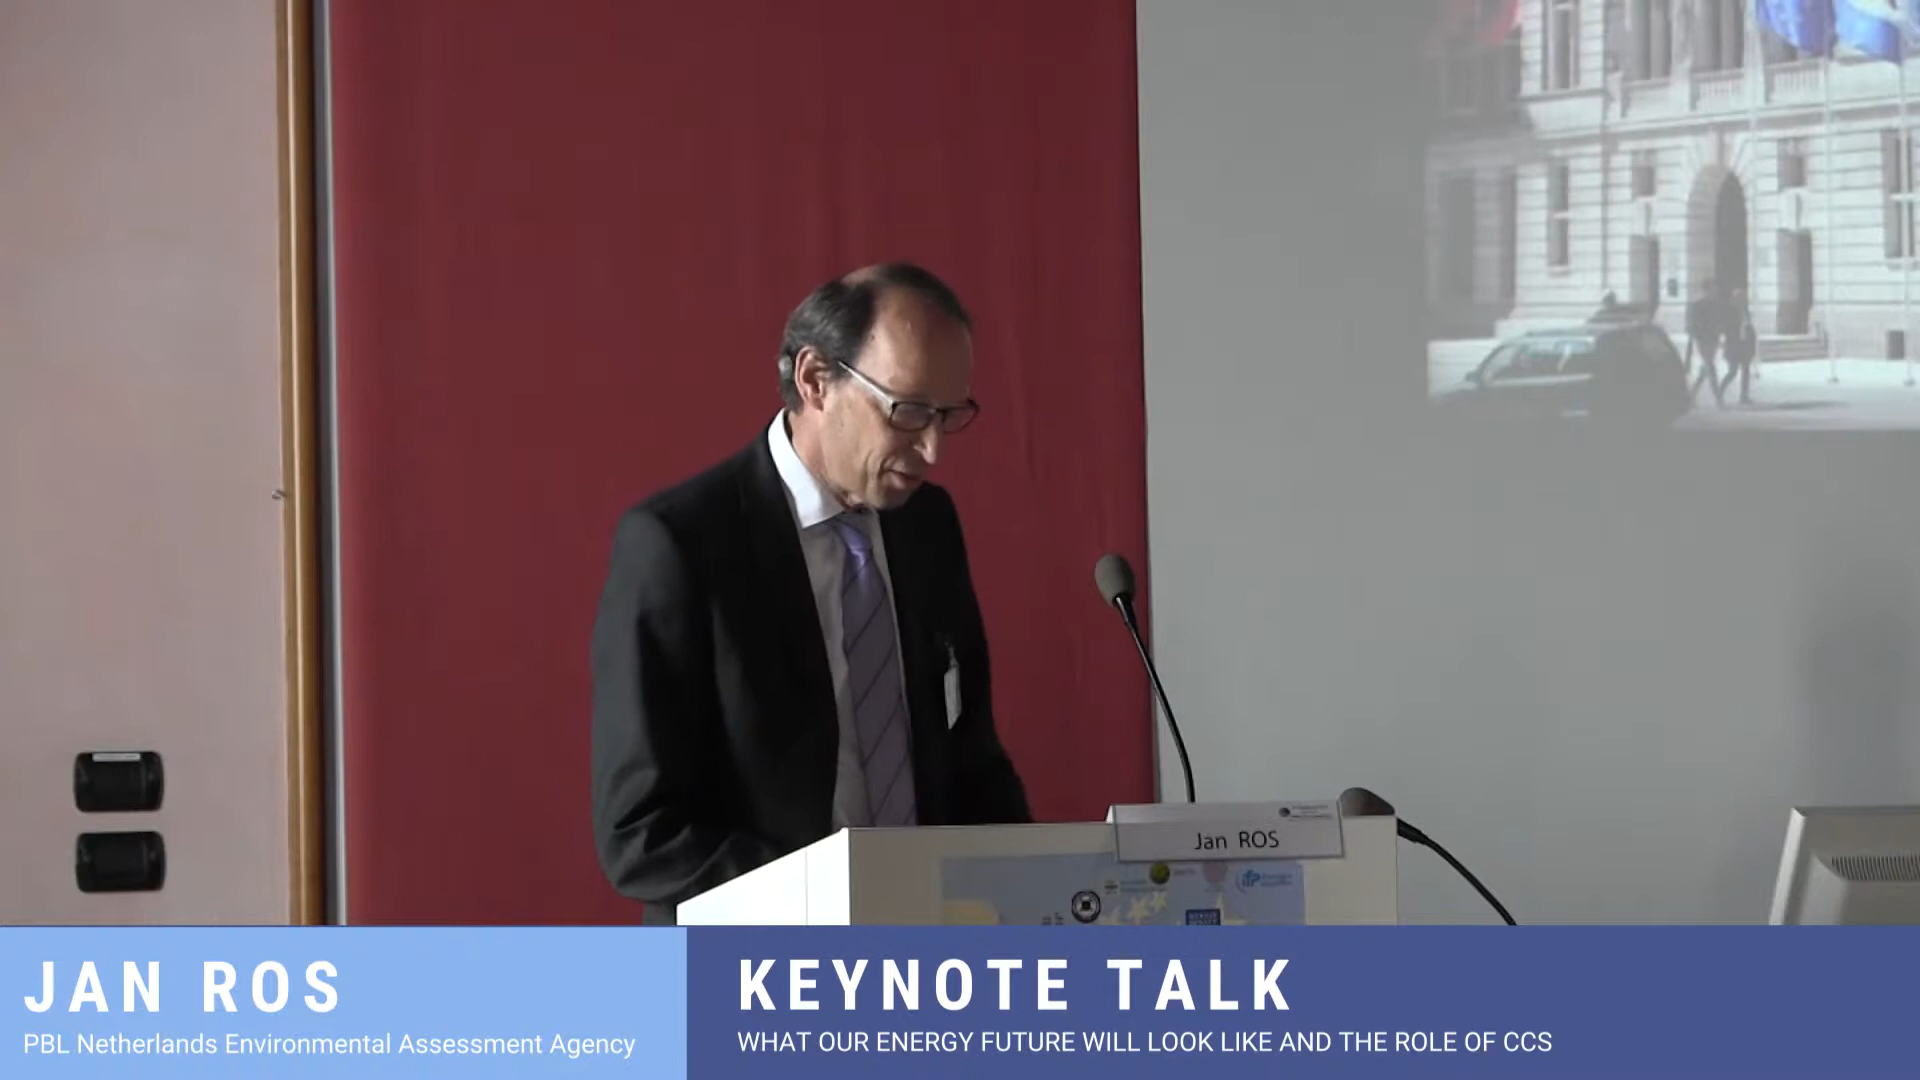 Jan ROS
JAN ROS
PBL Netherlands Environmental Assessment Agency
KEYNOTE TALK
WHAT OUR ENERGY FUTURE WILL LOOK LIKE AND THE ROLE OF CCS